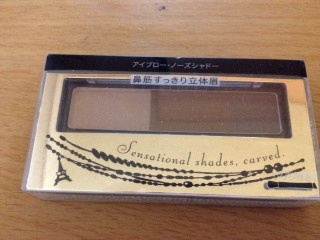 アイブロー・ノーズシャドー
鼻筋すっきり立体眉
Sensational shades, carved.